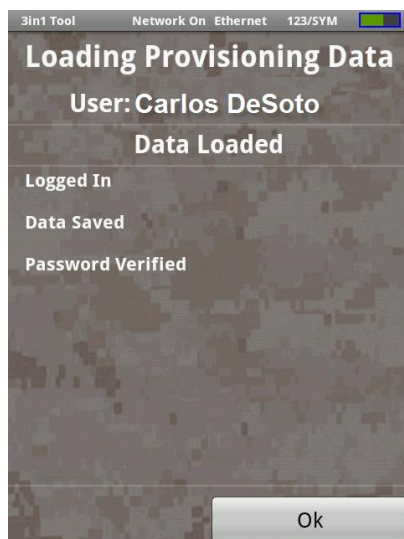 3in1 Tool Network On Ethernet 123/SYM
Loading Provisioning Data
User: Carlos DeSoto
Data Loaded
Logged In
Data Saved
Password Verified
Ok